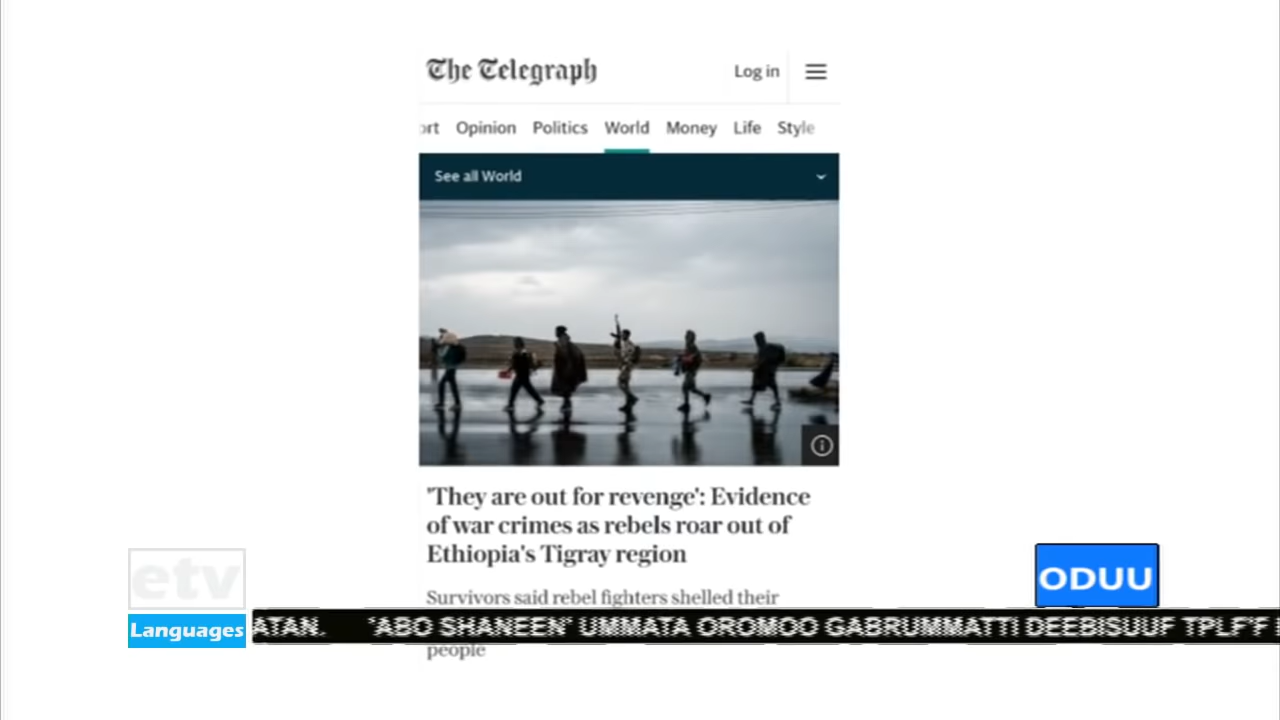 The Telegraph
Log in
ort Opinion Politics World Money Life Style
See all World
'They are out for revenge': Evidence
of war crimes as rebels roar out of
Ethiopia's Tigray region
Survivors said rebel fighters shelled their
people
etv
Languages
ODUU
ATAN. 'ABO SHANEEN' UMMATA OROMOO GABRUMMATTI DEEBISUUF TPLF'F